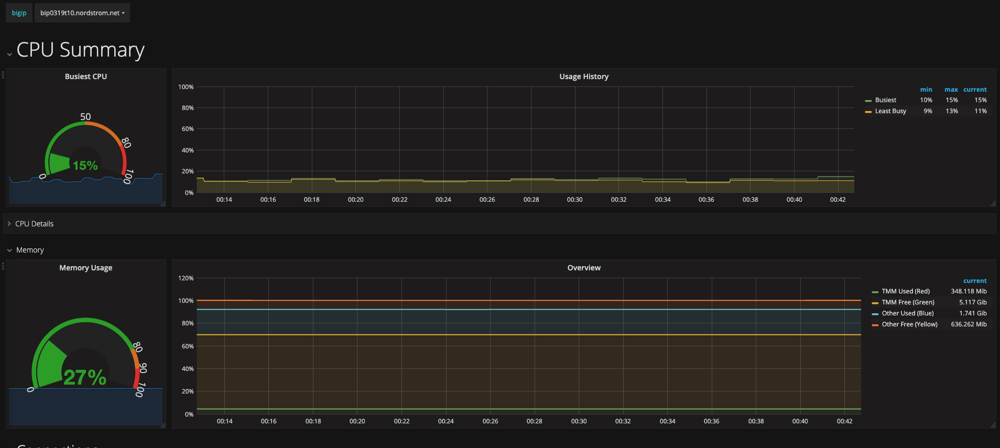 bigip bip0319t10.nordstrom.net
CPU Summary
Busiest CPU
50
80
0
100
15%
Usage History
100%
80%
60%
40%
20%
0%
00:14 00:16 00:18 00:20 00:22 00:24 00:26 00:28 00:30 00:32 00:34 00:36 00:38 00:40 00:42
min max current
Busiest 10% 15% 15%
Least Busy 9% 13% 11%
CPU Details
Memory
Memory Usage
80
90
0
100
27%
Overview
120%
100%
80%
60%
40%
20%
0%
00:14 00:16 00:18 00:20 00:22 00:24 00:26 00:28 00:30 00:32 00:34 00:36 00:38 00:40 00:42
current
TMM Used (Red) 348.118 Mib
TMM Free (Green) 5.117 Gib
Other Used (Blue) 1.741 Gib
Other Free (Yellow) 636.262 Mib